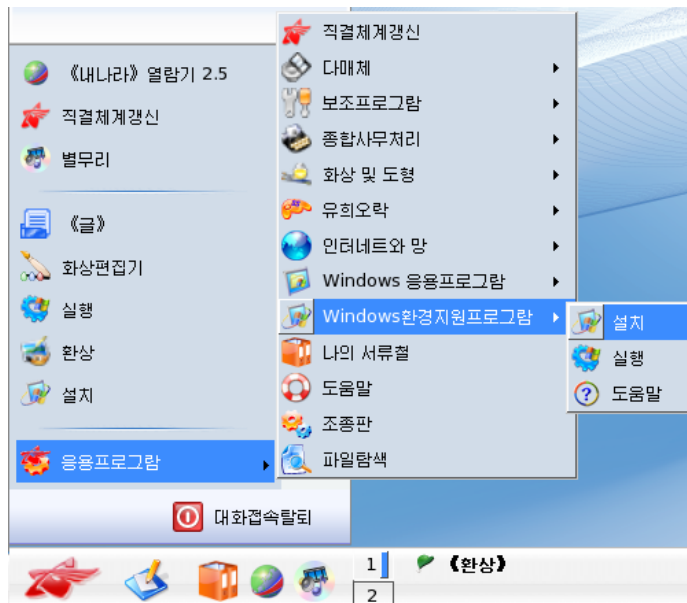 《내나라》 열람기 2.5
직결체계갱신
별무리
《글》
화상편집기
실행
환상
설치
응용프로그람
대화접속탈퇴
직결체계갱신
다매체
보조프로그람
종합사무처리
화상 및 도형
유희오락
인터네트와 망
Windows 응용프로그람
Windows환경지원프로그람
나의 서류철
도움말
조종판
파일탐색
설치
실행
도움말
1
2
《환상》